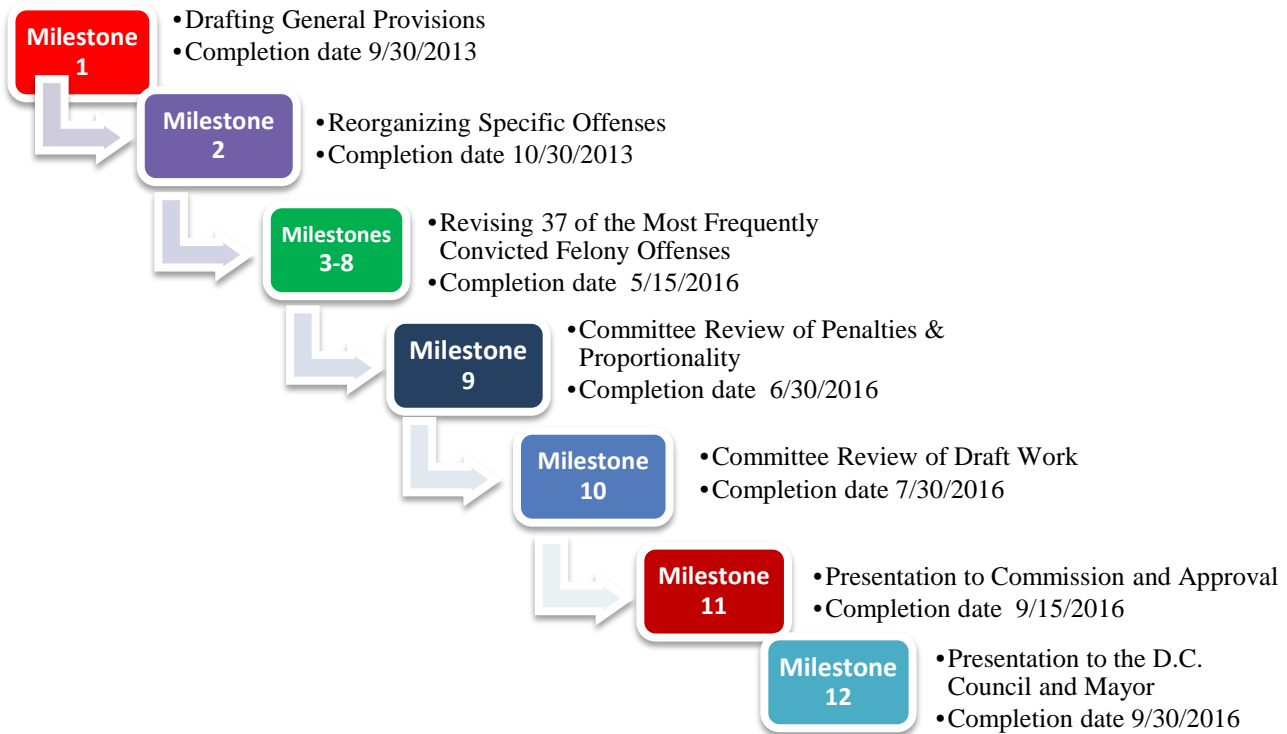 Milestone
1
•Drafting General Provisions
•Completion date 9/30/2013
Milestone
2
•Reorganizing Specific Offenses
•Completion date 10/30/2013
Milestones
3-8
•Revising 37 of the Most Frequently
Convicted Felony Offenses
•Completion date 5/15/2016
Milestone
9
•Committee Review of Penalties &
Proportionality
•Completion date 6/30/2016
Milestone
10
•Committee Review of Draft Work
•Completion date 7/30/2016
Milestone
11
•Presentation to Commission and Approval
•Completion date 9/15/2016
Milestone
12
•Presentation to the D.C.
Council and Mayor
•Completion date 9/30/2016